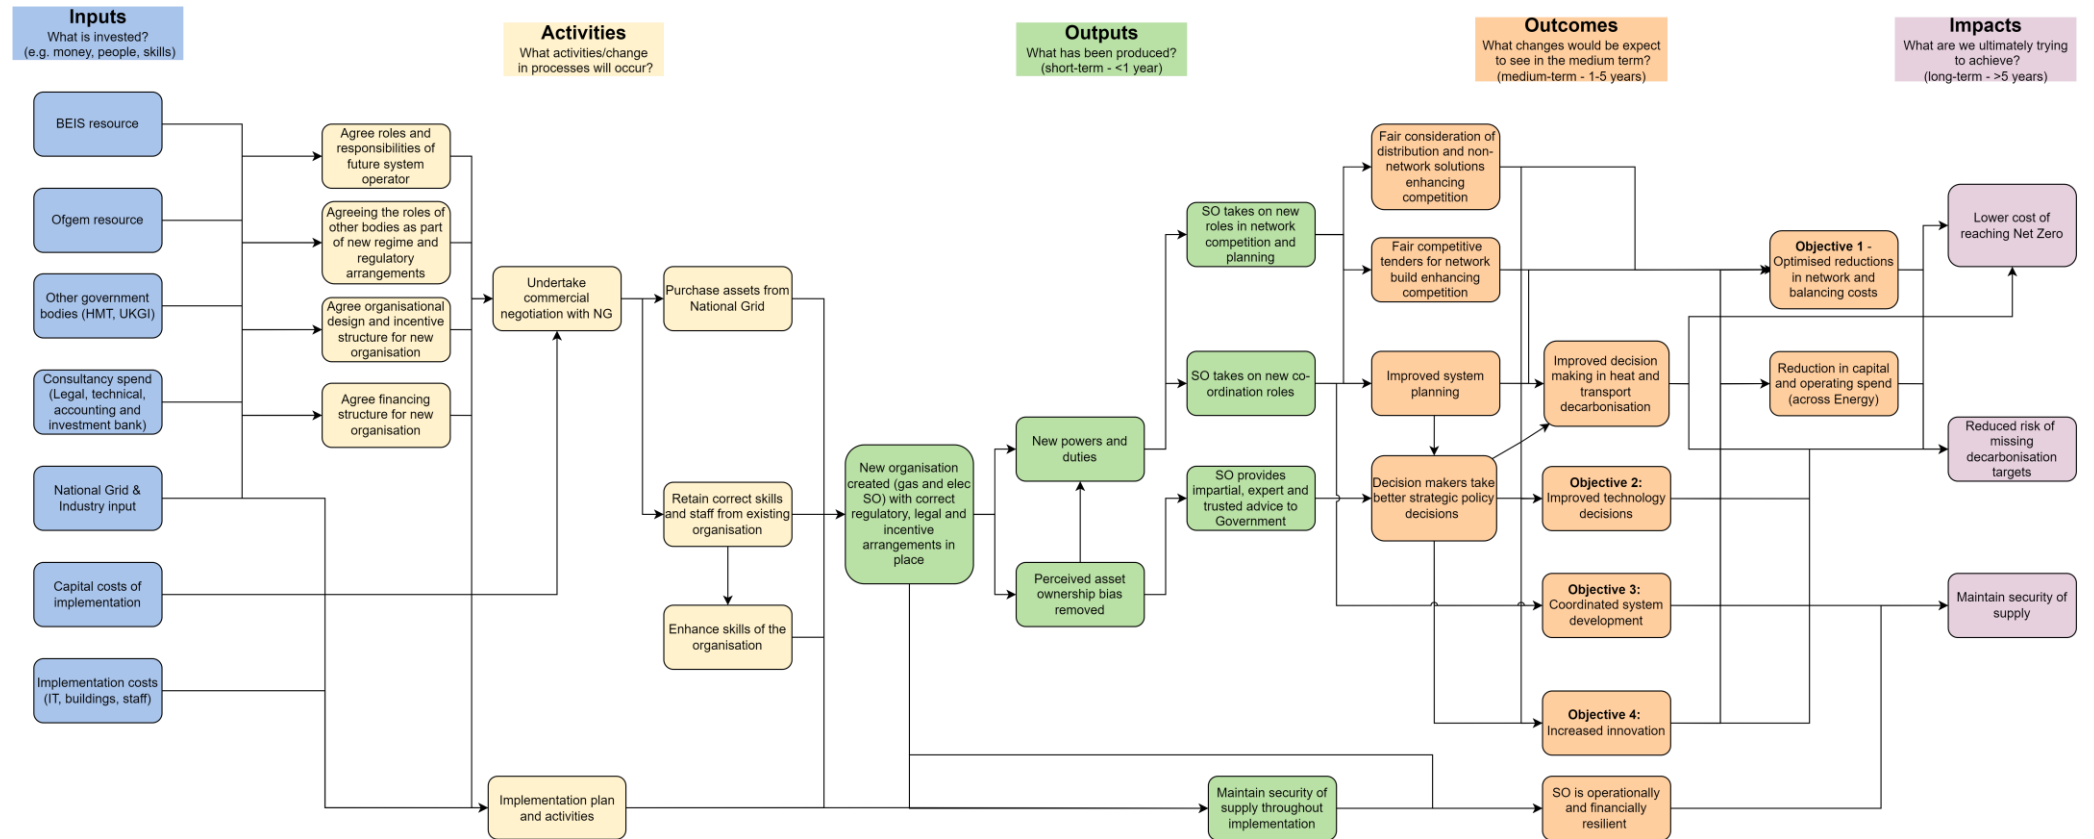 Inputs
What is invested?
(e.g. money, people, skills)
Activities
What activities/change
in processes will occur?
Outputs
What has been produced?
(short-term - <1 year)
Outcomes
What changes would be expect
to see in the medium term?
(medium-term - 1-5 years)
Impacts
What are we ultimately trying
to achieve?
(long-term - >5 years)
BEIS resource
Ofgem resource
Other government
bodies (HMT, UKGI)
Consultancy spend
(Legal, technical,
accounting and
investment bank)
National Grid &
Industry input
Capital costs of
implementation
Implementation costs
(IT, buildings, staff)
Agree roles and
responsibilities of
future system
operator
Agreeing the roles of
other bodies as part
of new regime and
regulatory
arrangements
Agree organisational
design and incentive
structure for new
organisation
Agree financing
structure for new
organisation
Undertake
commercial
negotiation with NG
Implementation plan
and activities
Purchase assets from
National Grid
Retain correct skills
and staff from existing
organisation
Enhance skills of the
organisation
New organisation
created (gas and elec
SO) with correct
regulatory, legal and
incentive
arrangements in
place
New powers and
duties
Perceived asset
ownership bias
removed
SO takes on new
roles in network
competition and
planning
SO takes on new co-
ordination roles
SO provides
impartial, expert and
trusted advice to
Government
Maintain security of
supply throughout
implementation
Fair consideration of
distribution and non-
network solutions
enhancing
competition
Fair competitive
tenders for network
build enhancing
competition
Improved system
planning
Decision makers take
better strategic policy
decisions
Improved decision
making in heat and
transport
decarbonisation
Objective 2:
Improved technology
decisions
Objective 3:
Coordinated system
development
Objective 4:
Increased innovation
SO is operationally
and financially
resilient
Objective 1 -
Optimised reductions
in network and
balancing costs
Reduction in capital
and operating spend
(across Energy)
Lower cost of
reaching Net Zero
Reduced risk of
missing
decarbonisation
targets
Maintain security of
supply